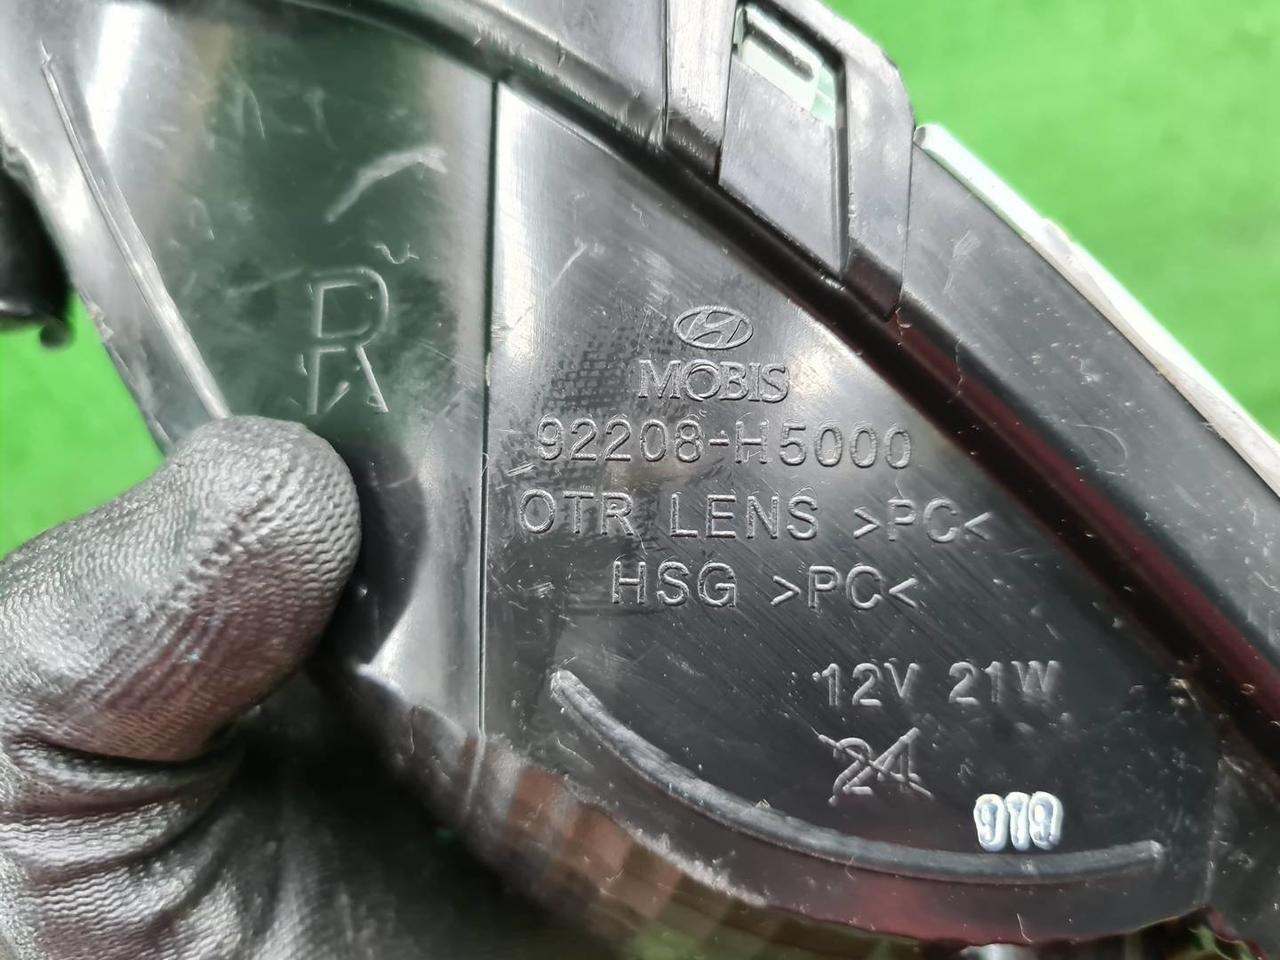 R
MOBIS
92208-H5000
OTR LENS >PC<
HSG >PC<
12V 21W
24
919